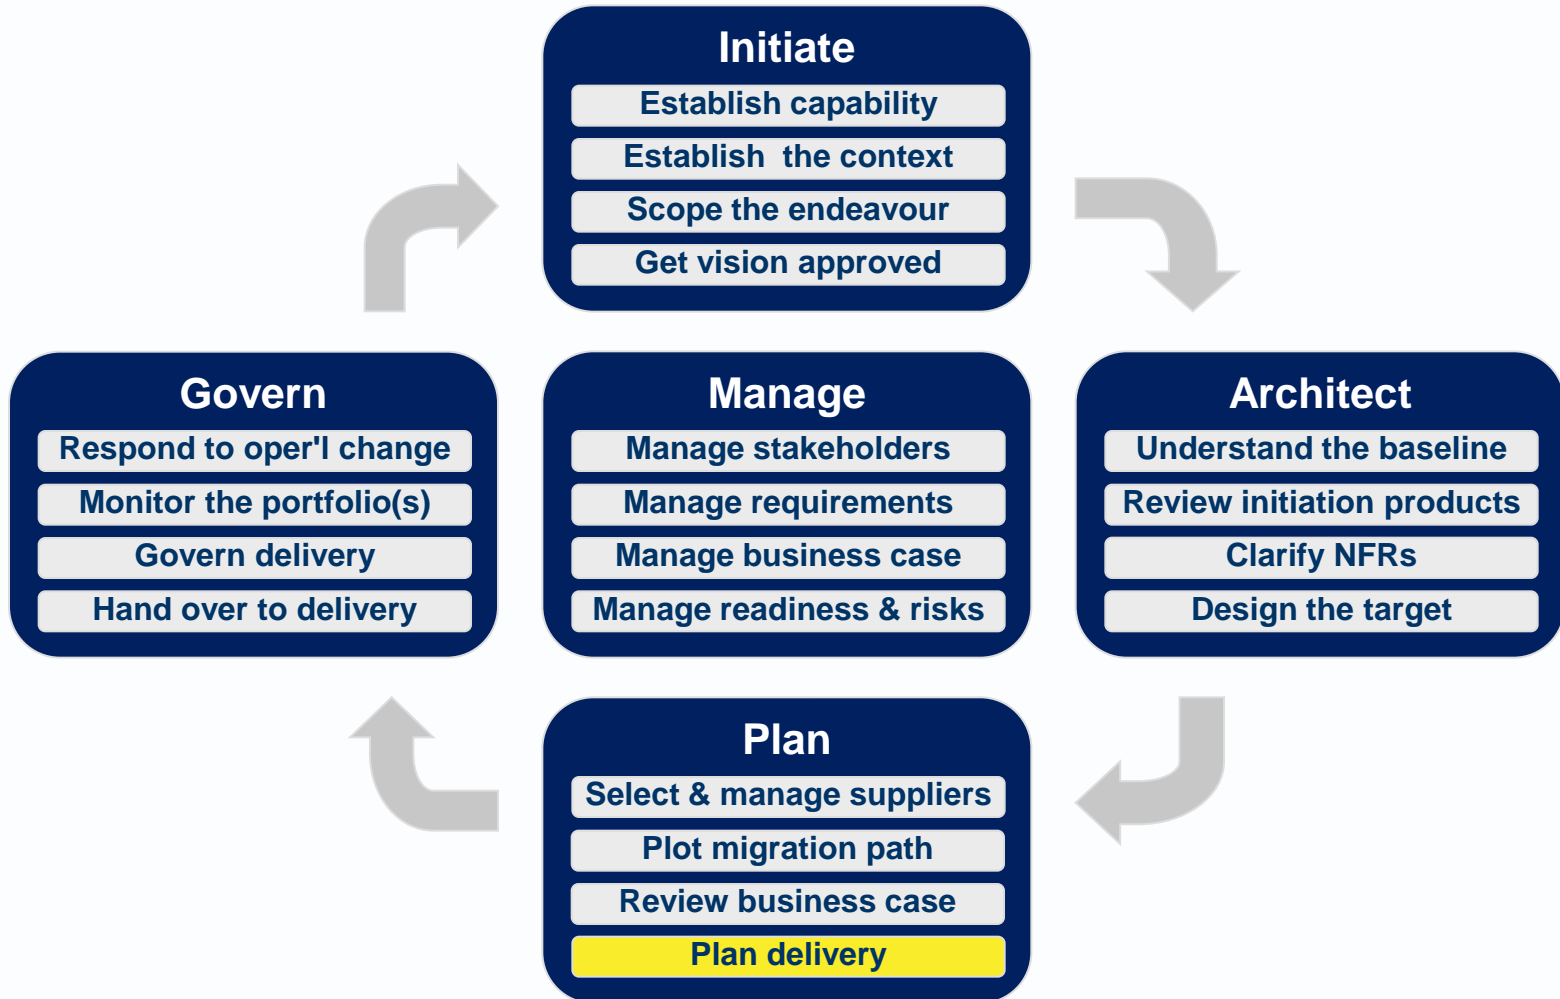 Initiate
Establish capability
Establish  the context
Scope the endeavour
Get vision approved
Govern
Respond to oper'l change
Monitor the portfolio(s)
Govern delivery
Hand over to delivery
Manage
Manage stakeholders
Manage requirements
Manage business case
Manage readiness & risks
Architect
Understand the baseline
Review initiation products
Clarify NFRs
Design the target
Plan
Select & manage suppliers
Plot migration path
Review business case
Plan delivery